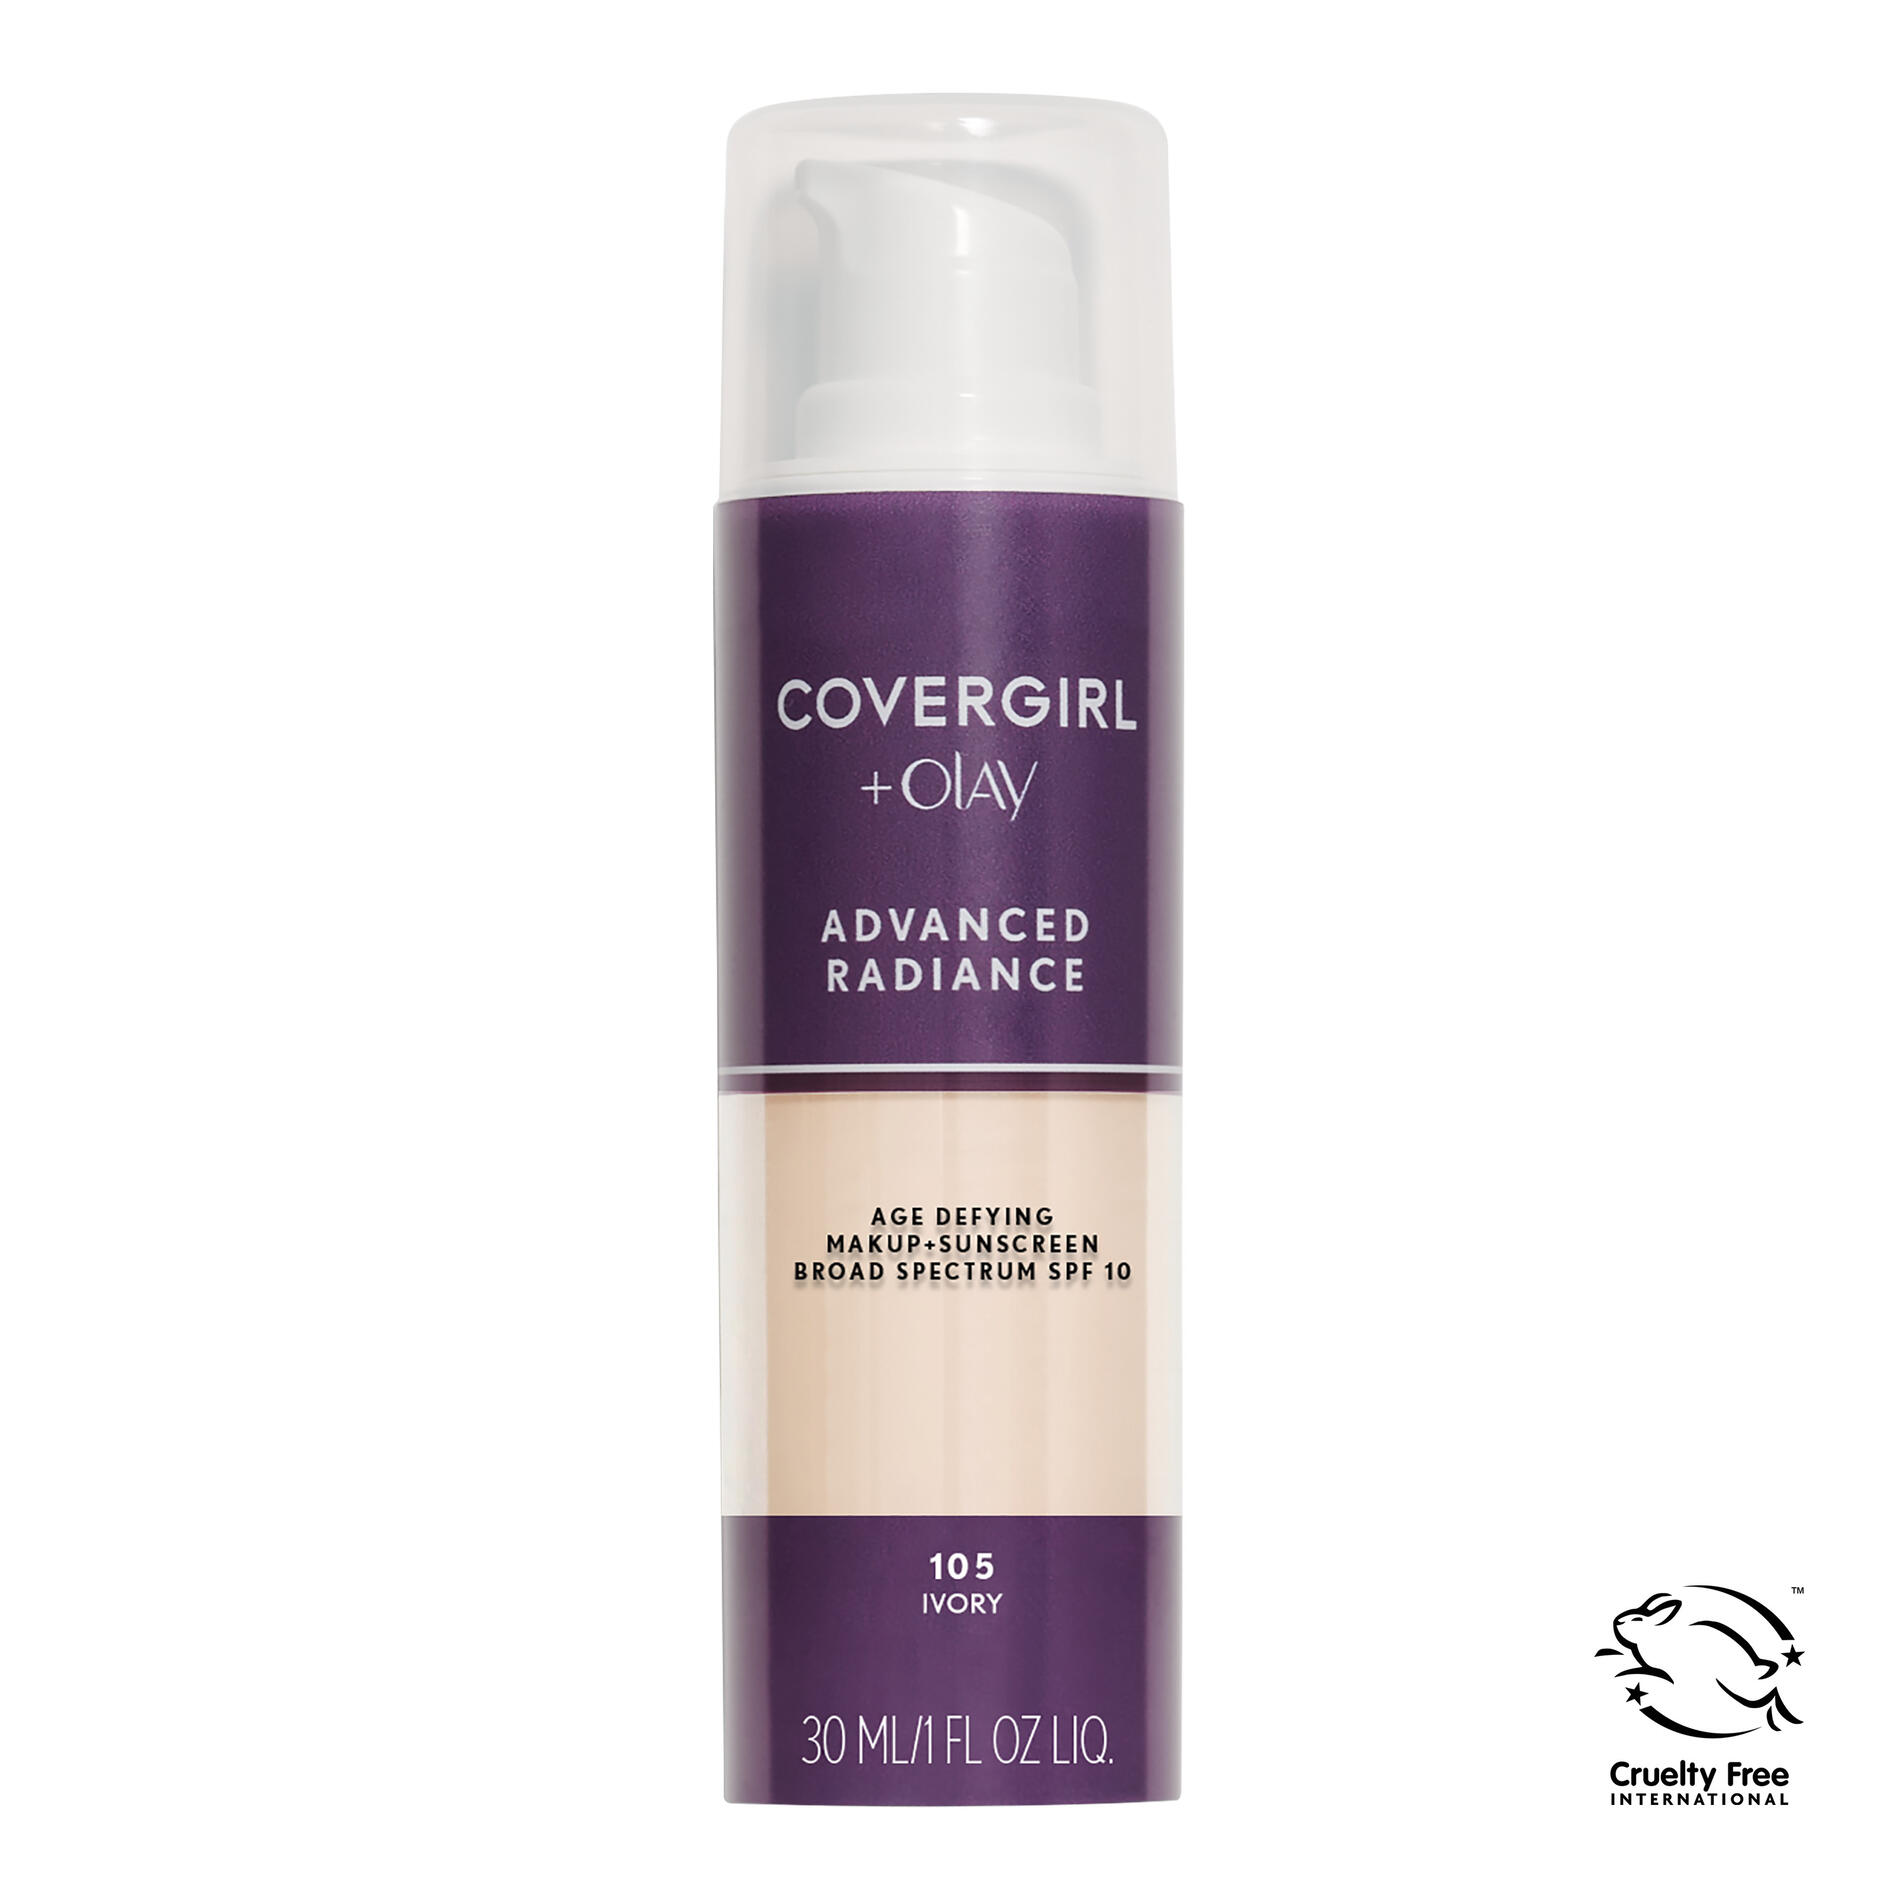 COVERGIRL
+OLAY
ADVANCED
RADIANCE
AGE DEFYING
MAKUP+SUNSCREEN
BROAD SPECTRUM SPF 10
105
IVORY
30 ML/1 FL OZ LIQ.
TM
Cruelty Free
INTERNATIONAL